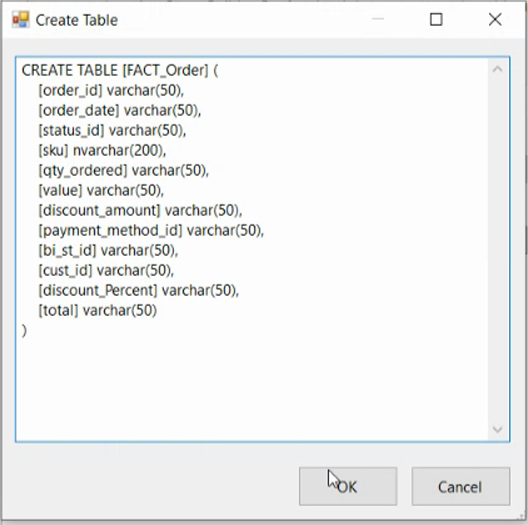 Create Table
CREATE TABLE [FACT_Order] (
[order_id] varchar(50),
[order_date] varchar(50),
[status_id] varchar(50),
[sku] nvarchar(200),
[qty_ordered] varchar(50),
[value] varchar(50),
[discount_amount] varchar(50),
[payment_method_id] varchar(50),
[bi_st_id] varchar(50),
[cust_id] varchar(50),
[discount_Percent] varchar(50),
[total] varchar(50)
)
OK
Cancel